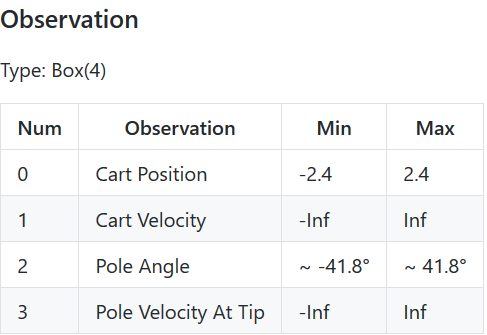 Observation
Type: Box(4)
Num Observation Min Max
0 Cart Position -2.4 2.4
1 Cart Velocity -Inf Inf
2 Pole Angle ~ -41.8° ~ 41.8°
3 Pole Velocity At Tip -Inf Inf